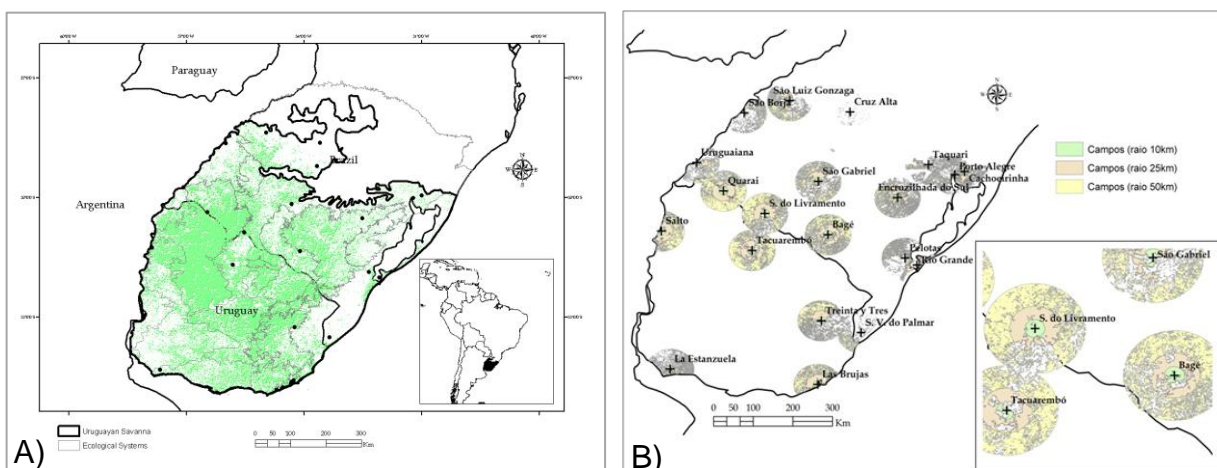 Paraguay
Brazil
Argentina
Uruguay
N
W E
S
0 50 100 200 300
Km
Uruguayan Savanna
Ecological Systems
A)
São Luiz Gonzaga
São Borja
Cruz Alta
Uruguaiana
Taquari
Porto Alegre
Cachoeirinha
São Gabriel
Quaraí
Encruzilhada do Sul
S. do Livramento
Salto
Bagé
Tacuarembó
Pelotas
Rio Grande
Treinta y Tres
S. V. do Palmar
La Estanzuela
Las Brujas
N
W E
S
0 50 100 200 300
Km
Campos (raio 10km)
Campos (raio 25km)
Campos (raio 50km)
São Gabriel
S. do Livramento
Bagé
Tacuarembó
B)